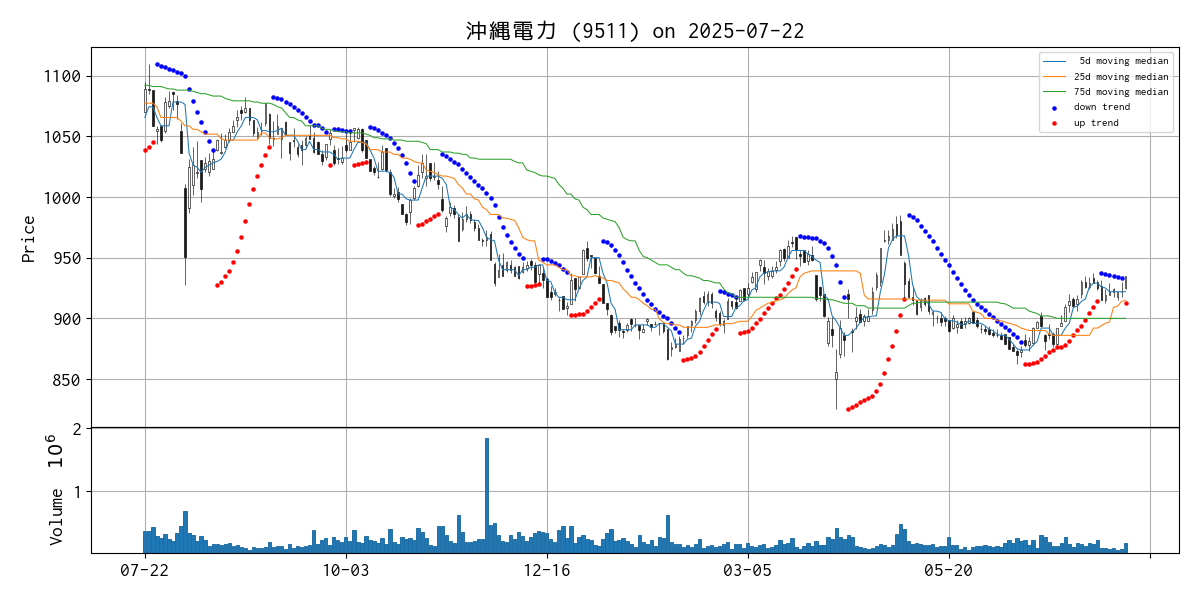 沖縄電力 (9511) on 2025-07-22
5d moving median
25d moving median
75d moving median
down trend
up trend
Price
1100
1050
1000
950
900
850
Volume 10^6
2
1
07-22
10-03
12-16
03-05
05-20